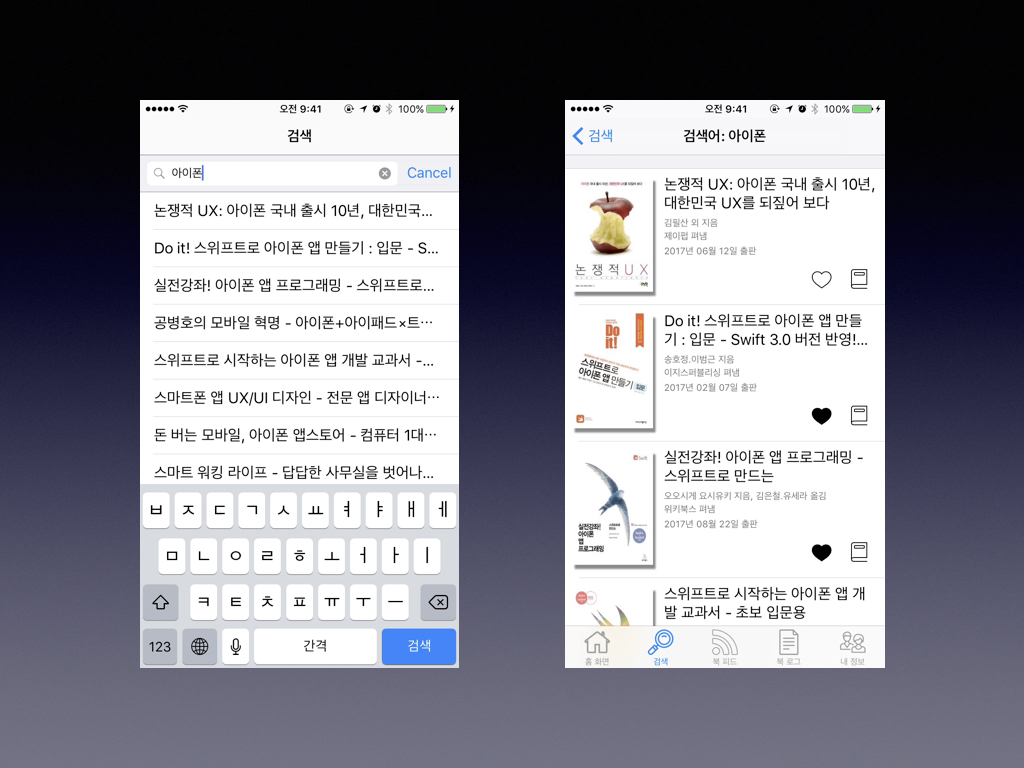 오전 9:41
100%
검색
아이폰
Cancel
논쟁적 UX: 아이폰 국내 출시 10년, 대한민국...
Do it! 스위프트로 아이폰 앱 만들기 : 입문 - S...
실전강좌! 아이폰 앱 프로그래밍 - 스위프트로...
공병호의 모바일 혁명 - 아이폰+아이패드×트...
스위프트로 시작하는 아이폰 앱 개발 교과서 -...
스마트폰 앱 UX/UI 디자인 - 전문 앱 디자이너...
돈 버는 모바일, 아이폰 앱스토어 - 컴퓨터 1대...
스마트 워킹 라이프 - 답답한 사무실을 벗어나...
ㅂ ㅈ ㄷ ㄱ ㅅ ㅛ ㅕ ㅑ ㅐ ㅔ
ㅁ ㄴ ㅇ ㄹ ㅎ ㅗ ㅓ ㅏ ㅣ
ㅋ ㅌ ㅊ ㅍ ㅠ ㅜ ㅡ
123 간격 검색
오전 9:41
100%
검색
검색어: 아이폰
논쟁적 UX
논쟁적 UX: 아이폰 국내 출시 10년,
대한민국 UX를 되짚어 보다
김필산 외 지음
제이럽 펴냄
2017년 06월 12일 출판
Do it!
스위프트로
아이폰 앱 만들기 입문
Do it! 스위프트로 아이폰 앱 만들
기 : 입문 - Swift 3.0 버전 반영!...
송호정,이범근 지음
이지스퍼블리싱 펴냄
2017년 02월 07일 출판
Swift
실전강좌!
아이폰
앱
프로그래밍
실전강좌! 아이폰 앱 프로그래밍 -
스위프트로 만드는
오오시게 요시유키 지음, 김은철.유세라 옮김
위키북스 펴냄
2017년 08월 22일 출판
스위프트로 시작하는 아이폰 앱 개
발 교과서 - 초보 입문용
홈 화면
검색
북 피드
북 로그
내 정보